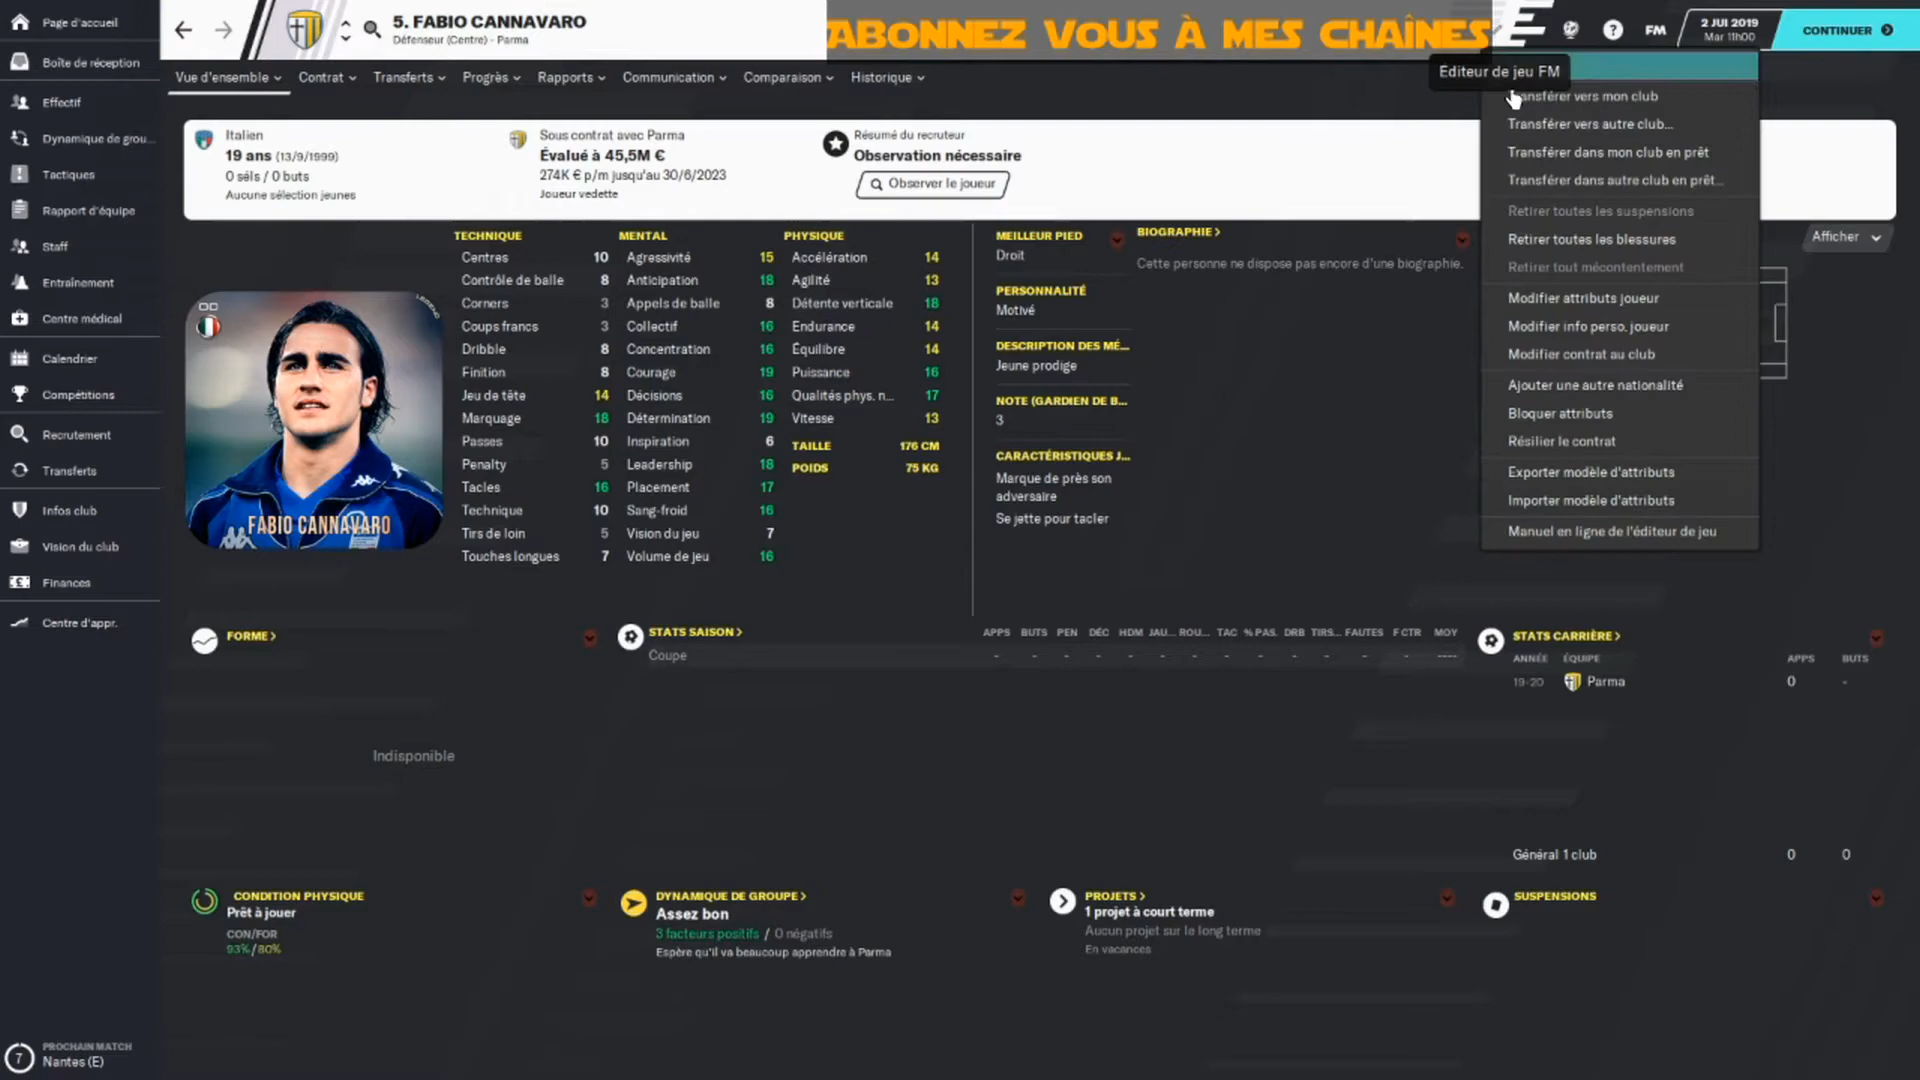 Page d'accueil
Boîte de réception
Effectif
Dynamique de grou...
Tactiques
Rapport d'équipe
Staff
Entraînement
Centre médical
Calendrier
Compétitions
Recrutement
Transferts
Infos club
Vision du club
Finances
Centre d'appr.
7
PROCHAIN MATCH
Nantes (E)
5. FABIO CANNAVARO
Défenseur (Centre) - Parma
ABONNEZ VOUS À MES CHAÎNES
FM
2 JUI 2019
Mar 11h00
CONTINUER
Vue d'ensemble
Contrat
Transferts
Progrès
Rapports
Communication
Comparaison
Historique
Editeur de jeu FM
Transférer vers mon club
Transférer vers autre club...
Transférer dans mon club en prêt
Transférer dans autre club en prêt...
Retirer toutes les suspensions
Retirer toutes les blessures
Retirer tout mécontentement
Modifier attributs joueur
Modifier info perso. joueur
Modifier contrat au club
Ajouter une autre nationalité
Bloquer attributs
Résilier le contrat
Exporter modèle d'attributs
Importer modèle d'attributs
Manuel en ligne de l'éditeur de jeu
Afficher
Italien
19 ans (13/9/1999)
0 séls / 0 buts
Aucune sélection jeunes
Sous contrat avec Parma
Évalué à 45,5M €
274K € p/m jusqu'au 30/6/2023
Joueur vedette
Résumé du recruteur
Observation nécessaire
Observer le joueur
FABIO CANNAVARO
TECHNIQUE
Centres 10
Contrôle de balle 8
Corners 3
Coups francs 3
Dribble 8
Finition 8
Jeu de tête 14
Marquage 18
Passes 10
Penalty 5
Tacles 16
Technique 10
Tirs de loin 5
Touches longues 7
MENTAL
Agressivité 15
Anticipation 18
Appels de balle 8
Collectif 16
Concentration 16
Courage 19
Décisions 16
Détermination 19
Inspiration 6
Leadership 18
Placement 17
Sang-froid 16
Vision du jeu 7
Volume de jeu 16
PHYSIQUE
Accélération 14
Agilité 13
Détente verticale 18
Endurance 14
Équilibre 14
Puissance 16
Qualités phys. n... 17
Vitesse 13
TAILLE 176 CM
POIDS 75 KG
MEILLEUR PIED
Droit
PERSONNALITÉ
Motivé
DESCRIPTION DES MÉ...
Jeune prodige
NOTE (GARDIEN DE B...
3
CARACTÉRISTIQUES J...
Marque de près son
adversaire
Se jette pour tacler
BIOGRAPHIE >
Cette personne ne dispose pas encore d'une biographie.
FORME >
Indisponible
STATS SAISON >
APPS BUTS PEN DÉC HDM JAU... ROU... TAC % PAS. DRB TIRS... FAUTES F CTR MOY
Coupe - - - - - - - - - - - - - ----
STATS CARRIÈRE >
ANNÉE ÉQUIPE APPS BUTS
19-20 Parma 0 -
Général 1 club 0 0
CONDITION PHYSIQUE
Prêt à jouer
CON/FOR
93% / 80%
DYNAMIQUE DE GROUPE >
Assez bon
3 facteurs positifs / 0 négatifs
Espère qu'il va beaucoup apprendre à Parma
PROJETS >
1 projet à court terme
Aucun projet sur le long terme
En vacances
SUSPENSIONS